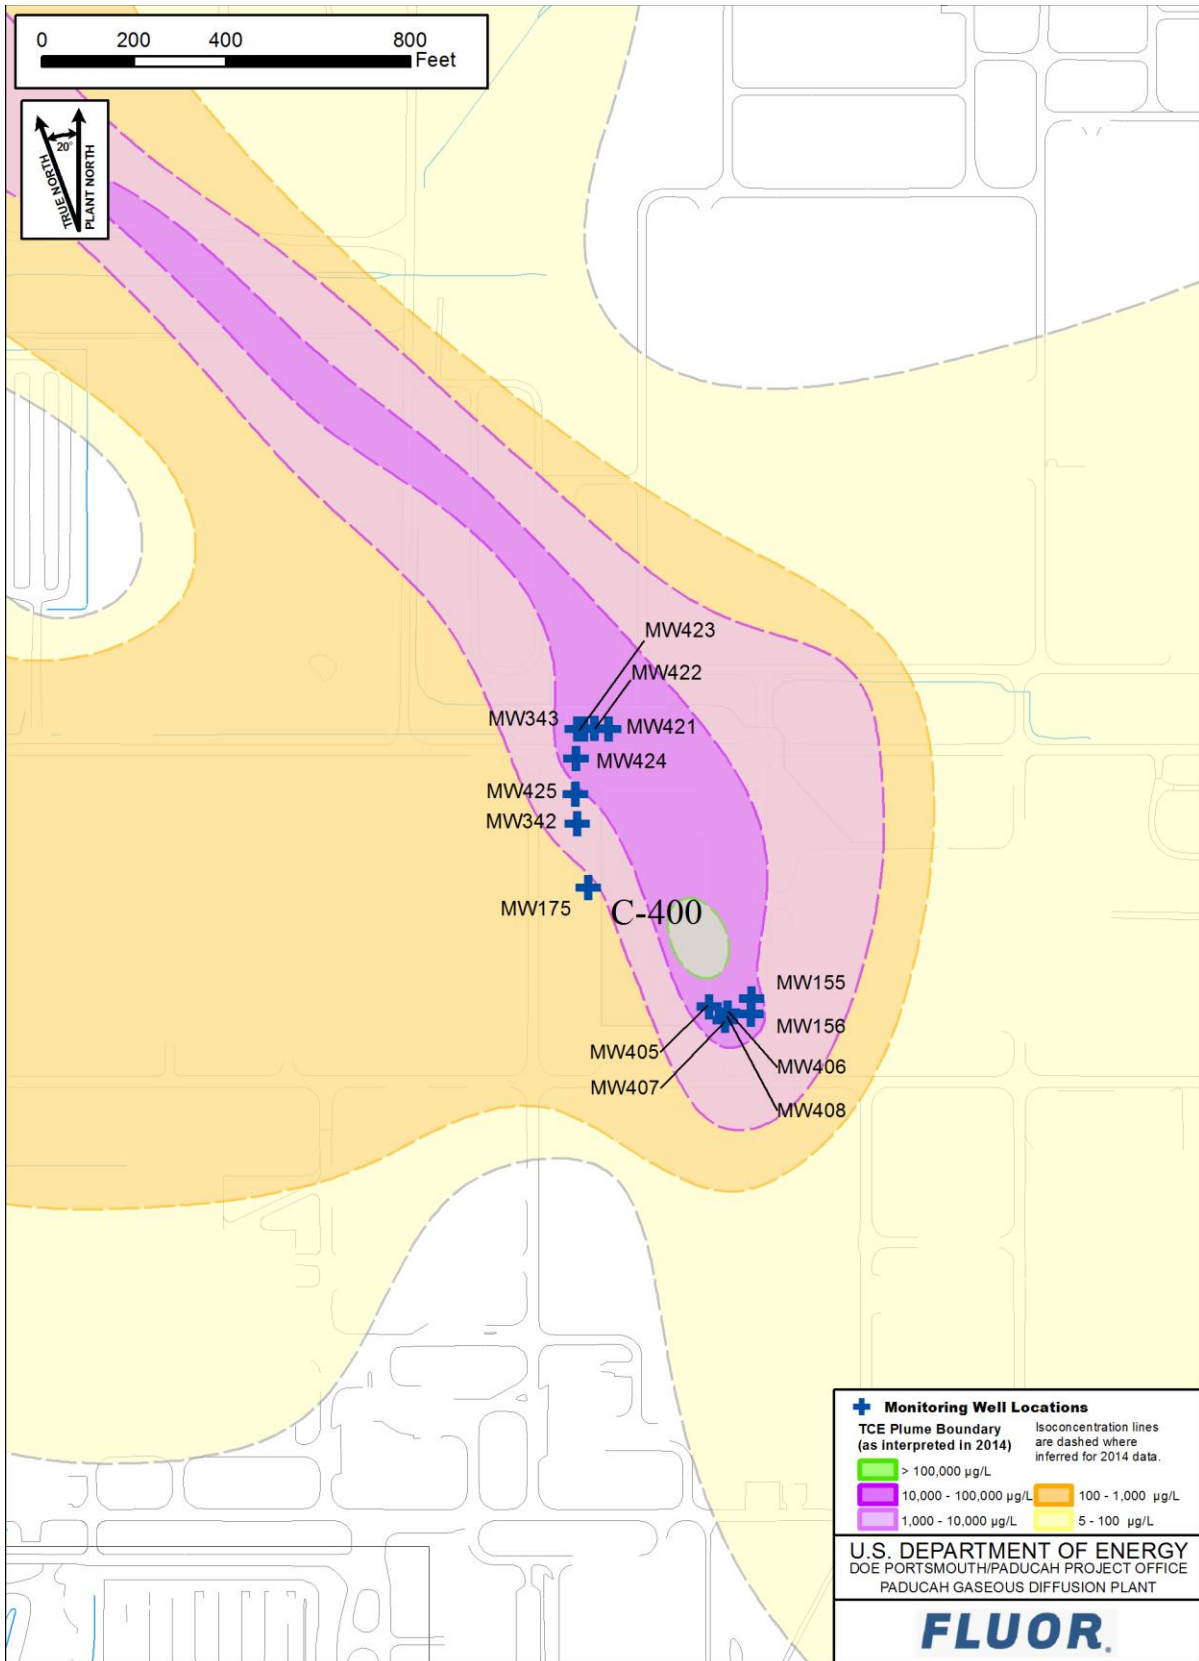 0 200 400 800
Feet
TRUE NORTH
20°
PLANT NORTH
MW423
MW422
MW343
MW421
MW424
MW425
MW342
MW175
C-400
MW155
MW156
MW405
MW406
MW407
MW408
Monitoring Well Locations
TCE Plume Boundary
(as interpreted in 2014)
Isoconcentration lines
are dashed where
inferred for 2014 data.
> 100,000 µg/L
10,000 - 100,000 µg/L
100 - 1,000 µg/L
1,000 - 10,000 µg/L
5 - 100 µg/L
U.S. DEPARTMENT OF ENERGY
DOE PORTSMOUTH/PADUCAH PROJECT OFFICE
PADUCAH GASEOUS DIFFUSION PLANT
FLUOR®